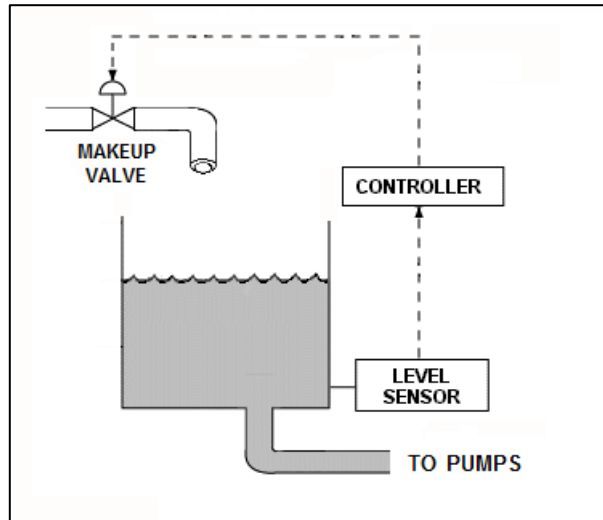 MAKEUP
VALVE
CONTROLLER
LEVEL
SENSOR
TO PUMPS